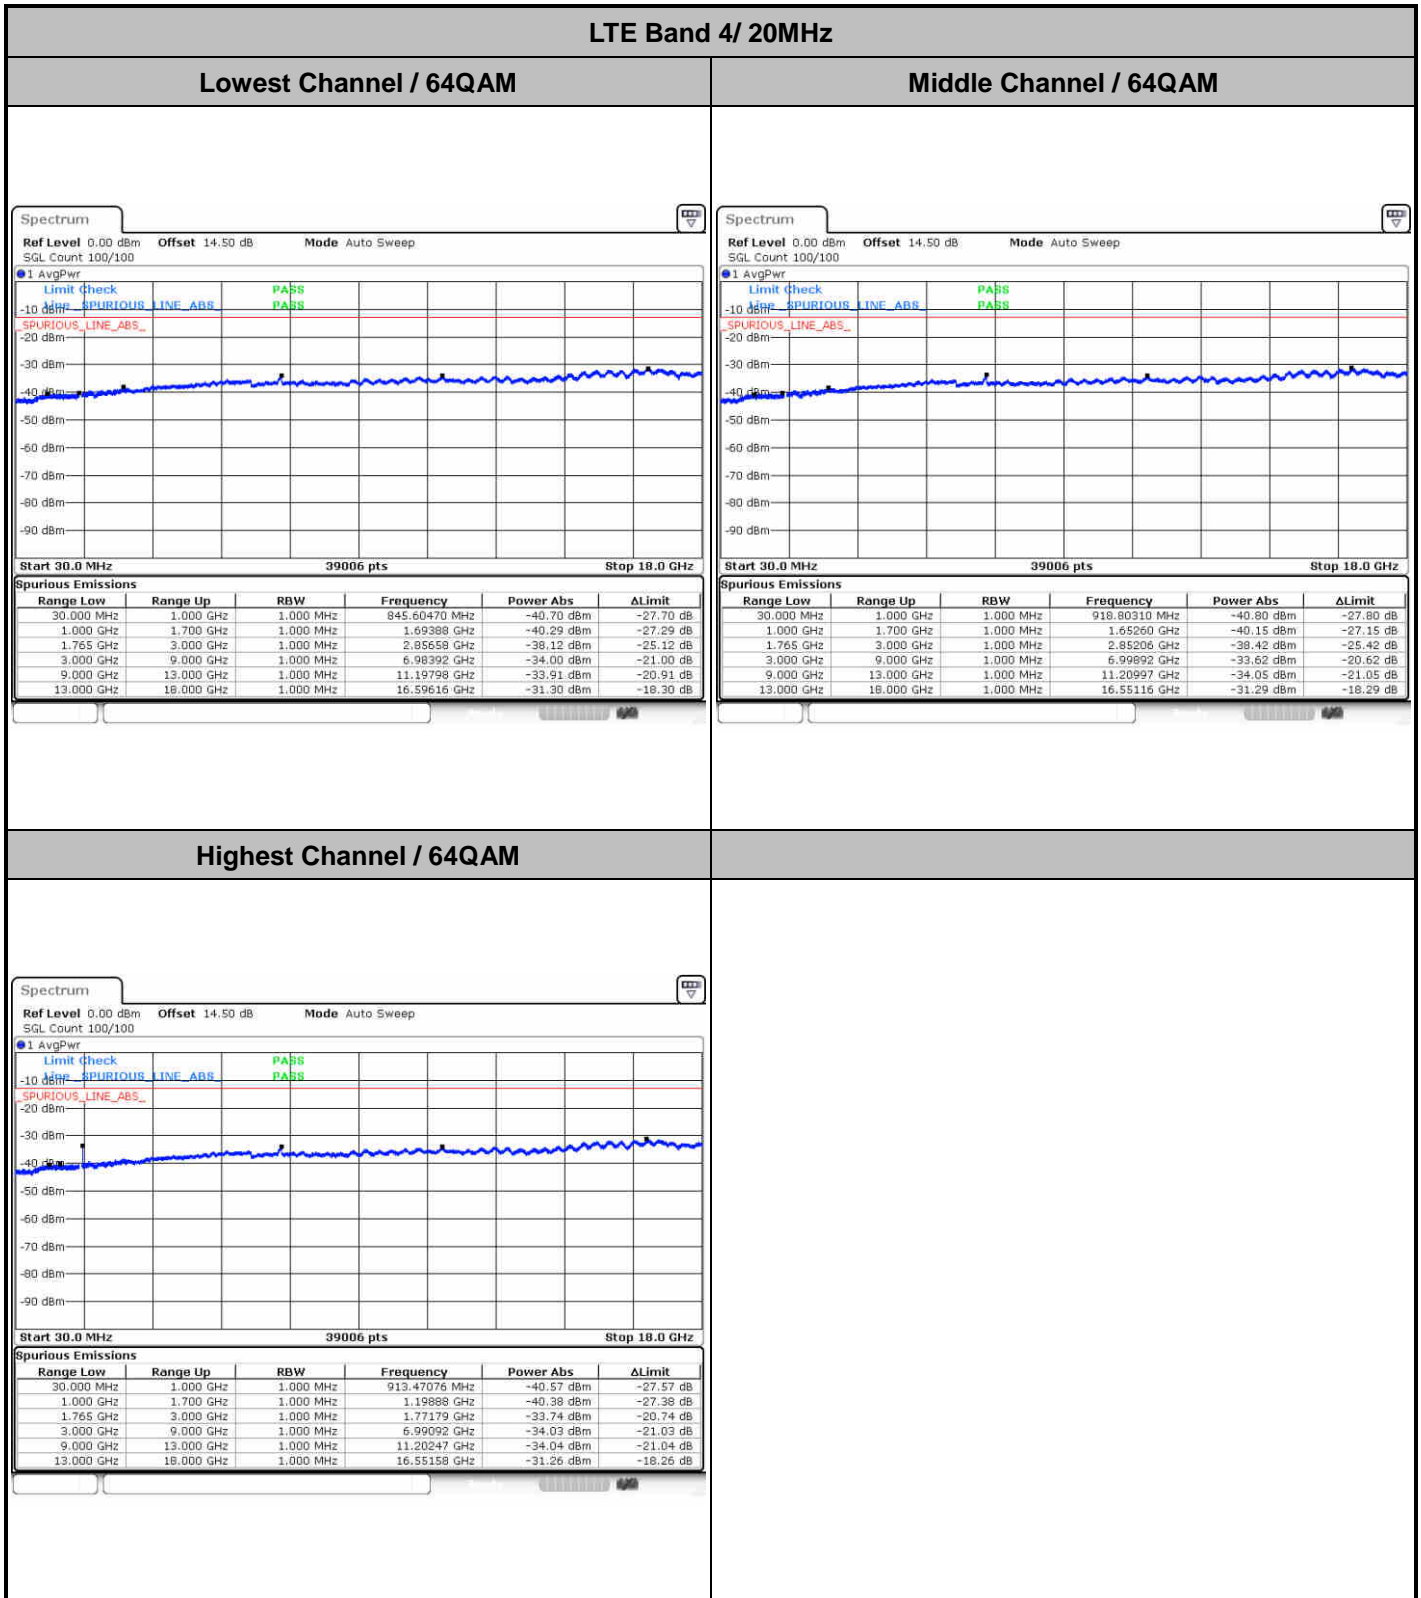 LTE Band 4/ 20MHz
Lowest Channel / 64QAM
Middle Channel / 64QAM
Spectrum
Ref Level 0.00 dBm Offset 14.50 dB Mode Auto Sweep
SGL Count 100/100
1 AvgPwr
Limit Check PASS
Line _SPURIOUS_LINE_ABS_ PASS
-10 dBm
_SPURIOUS_LINE_ABS_
-20 dBm
-30 dBm
-40 dBm
-50 dBm
-60 dBm
-70 dBm
-80 dBm
-90 dBm
Start 30.0 MHz 39006 pts Stop 18.0 GHz
Spurious Emissions
Range Low Range Up RBW Frequency Power Abs ΔLimit
30.000 MHz 1.000 GHz 1.000 MHz 845.60470 MHz -40.70 dBm -27.70 dB
1.000 GHz 1.700 GHz 1.000 MHz 1.69388 GHz -40.29 dBm -27.29 dB
1.765 GHz 3.000 GHz 1.000 MHz 2.85658 GHz -38.12 dBm -25.12 dB
3.000 GHz 9.000 GHz 1.000 MHz 6.98392 GHz -34.00 dBm -21.00 dB
9.000 GHz 13.000 GHz 1.000 MHz 11.19798 GHz -33.91 dBm -20.91 dB
13.000 GHz 18.000 GHz 1.000 MHz 16.59616 GHz -31.30 dBm -18.30 dB
Spectrum
Ref Level 0.00 dBm Offset 14.50 dB Mode Auto Sweep
SGL Count 100/100
1 AvgPwr
Limit Check PASS
Line _SPURIOUS_LINE_ABS_ PASS
-10 dBm
_SPURIOUS_LINE_ABS_
-20 dBm
-30 dBm
-40 dBm
-50 dBm
-60 dBm
-70 dBm
-80 dBm
-90 dBm
Start 30.0 MHz 39006 pts Stop 18.0 GHz
Spurious Emissions
Range Low Range Up RBW Frequency Power Abs ΔLimit
30.000 MHz 1.000 GHz 1.000 MHz 918.80310 MHz -40.80 dBm -27.80 dB
1.000 GHz 1.700 GHz 1.000 MHz 1.65260 GHz -40.15 dBm -27.15 dB
1.765 GHz 3.000 GHz 1.000 MHz 2.85206 GHz -38.42 dBm -25.42 dB
3.000 GHz 9.000 GHz 1.000 MHz 6.99892 GHz -33.62 dBm -20.62 dB
9.000 GHz 13.000 GHz 1.000 MHz 11.20997 GHz -34.05 dBm -21.05 dB
13.000 GHz 18.000 GHz 1.000 MHz 16.55116 GHz -31.29 dBm -18.29 dB
Highest Channel / 64QAM
Spectrum
Ref Level 0.00 dBm Offset 14.50 dB Mode Auto Sweep
SGL Count 100/100
1 AvgPwr
Limit Check PASS
Line _SPURIOUS_LINE_ABS_ PASS
-10 dBm
_SPURIOUS_LINE_ABS_
-20 dBm
-30 dBm
-40 dBm
-50 dBm
-60 dBm
-70 dBm
-80 dBm
-90 dBm
Start 30.0 MHz 39006 pts Stop 18.0 GHz
Spurious Emissions
Range Low Range Up RBW Frequency Power Abs ΔLimit
30.000 MHz 1.000 GHz 1.000 MHz 913.47076 MHz -40.57 dBm -27.57 dB
1.000 GHz 1.700 GHz 1.000 MHz 1.19888 GHz -40.38 dBm -27.38 dB
1.765 GHz 3.000 GHz 1.000 MHz 1.77179 GHz -33.74 dBm -20.74 dB
3.000 GHz 9.000 GHz 1.000 MHz 6.99092 GHz -34.03 dBm -21.03 dB
9.000 GHz 13.000 GHz 1.000 MHz 11.20247 GHz -34.04 dBm -21.04 dB
13.000 GHz 18.000 GHz 1.000 MHz 16.55158 GHz -31.26 dBm -18.26 dB